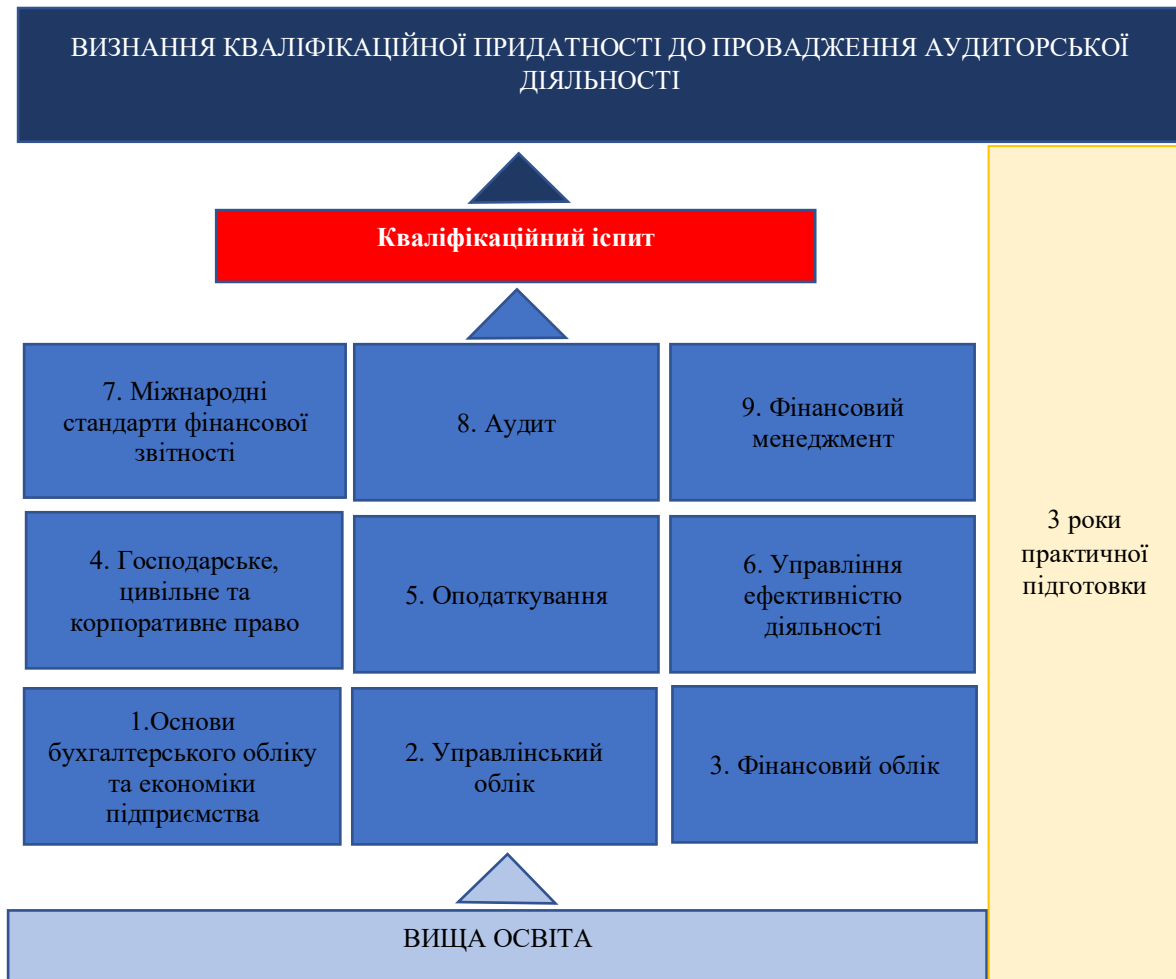 ВИЗНАННЯ КВАЛІФІКАЦІЙНОЇ ПРИДАТНОСТІ ДО ПРОВАДЖЕННЯ АУДИТОРСЬКОЇ
ДІЯЛЬНОСТІ
Кваліфікаційний іспит
7. Міжнародні
стандарти фінансової
звітності
8. Аудит
9. Фінансовий
менеджмент
4. Господарське,
цивільне та
корпоративне право
5. Оподаткування
6. Управління
ефективністю
діяльності
1.Основи
бухгалтерського обліку
та економіки
підприємства
2. Управлінський
облік
3. Фінансовий облік
3 роки
практичної
підготовки
ВИЩА ОСВІТА